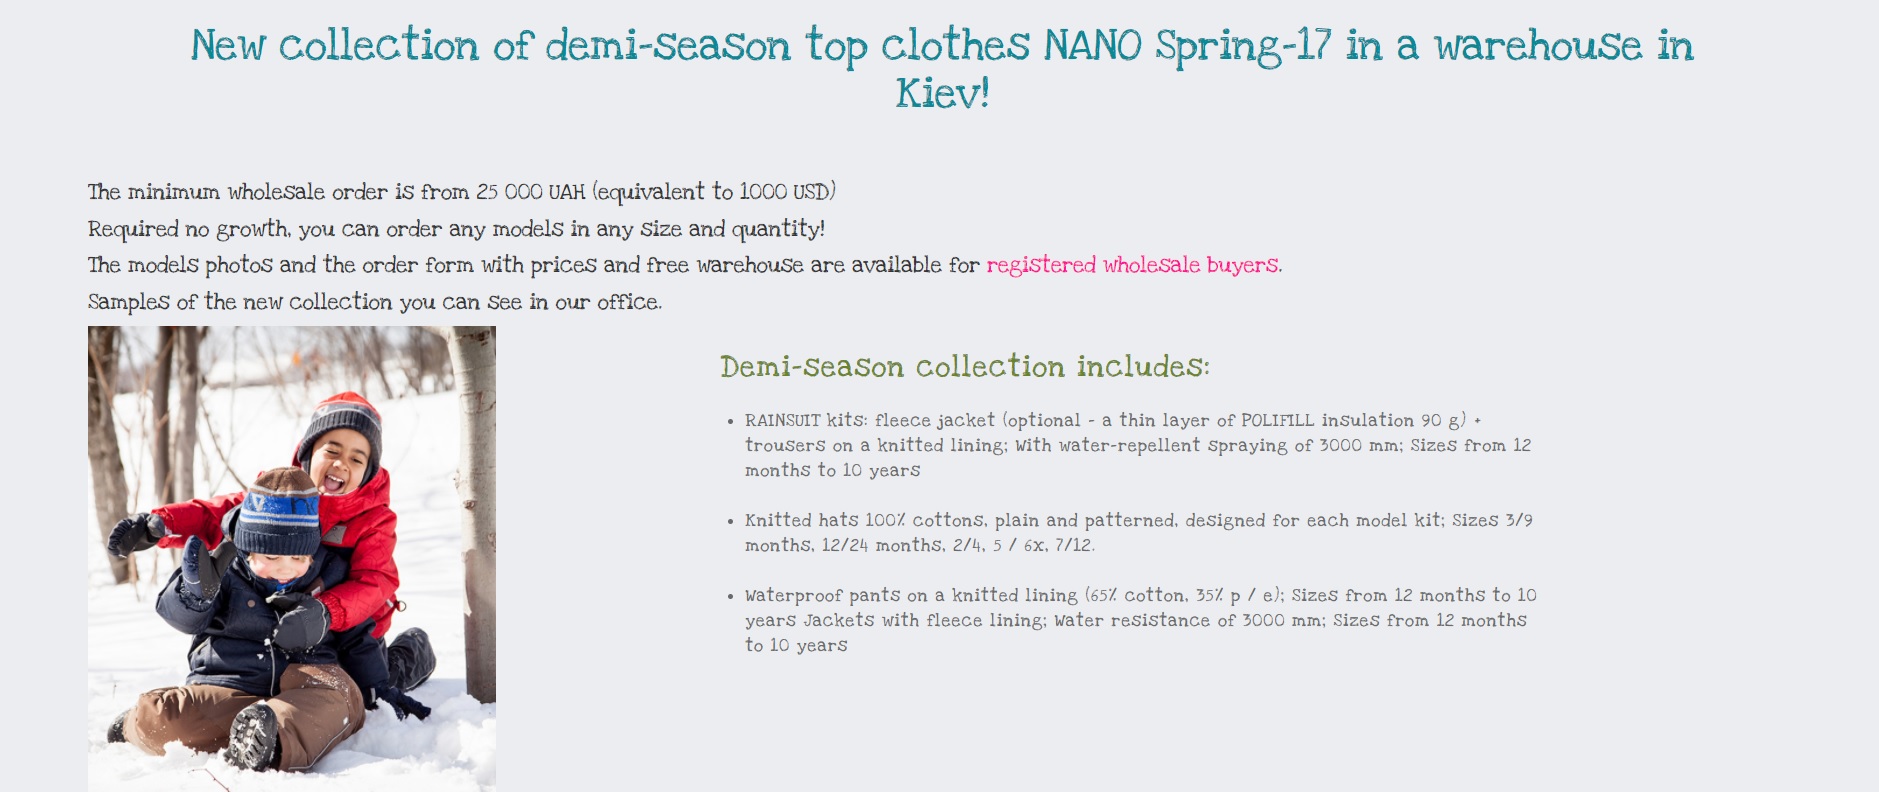 New collection of demi-season top clothes NANO Spring-17 in a warehouse in
Kiev!
The minimum wholesale order is from 25 000 UAH (equivalent to 1000 USD)
Required no growth, you can order any models in any size and quantity!
The models photos and the order form with prices and free warehouse are available for registered wholesale buyers.
Samples of the new collection you can see in our office.
Demi-season collection includes:
• RAINSUIT kits: fleece jacket (optional - a thin layer of POLIFILL insulation 90 g) +
trousers on a knitted lining; With water-repellent spraying of 3000 mm; Sizes from 12
months to 10 years
• Knitted hats 100% cottons, plain and patterned, designed for each model kit; Sizes 3/9
months, 12/24 months, 2/4, 5 / 6x, 7/12.
• Waterproof pants on a knitted lining (65% cotton, 35% p / e); Sizes from 12 months to 10
years Jackets with fleece lining; Water resistance of 3000 mm; Sizes from 12 months
to 10 years